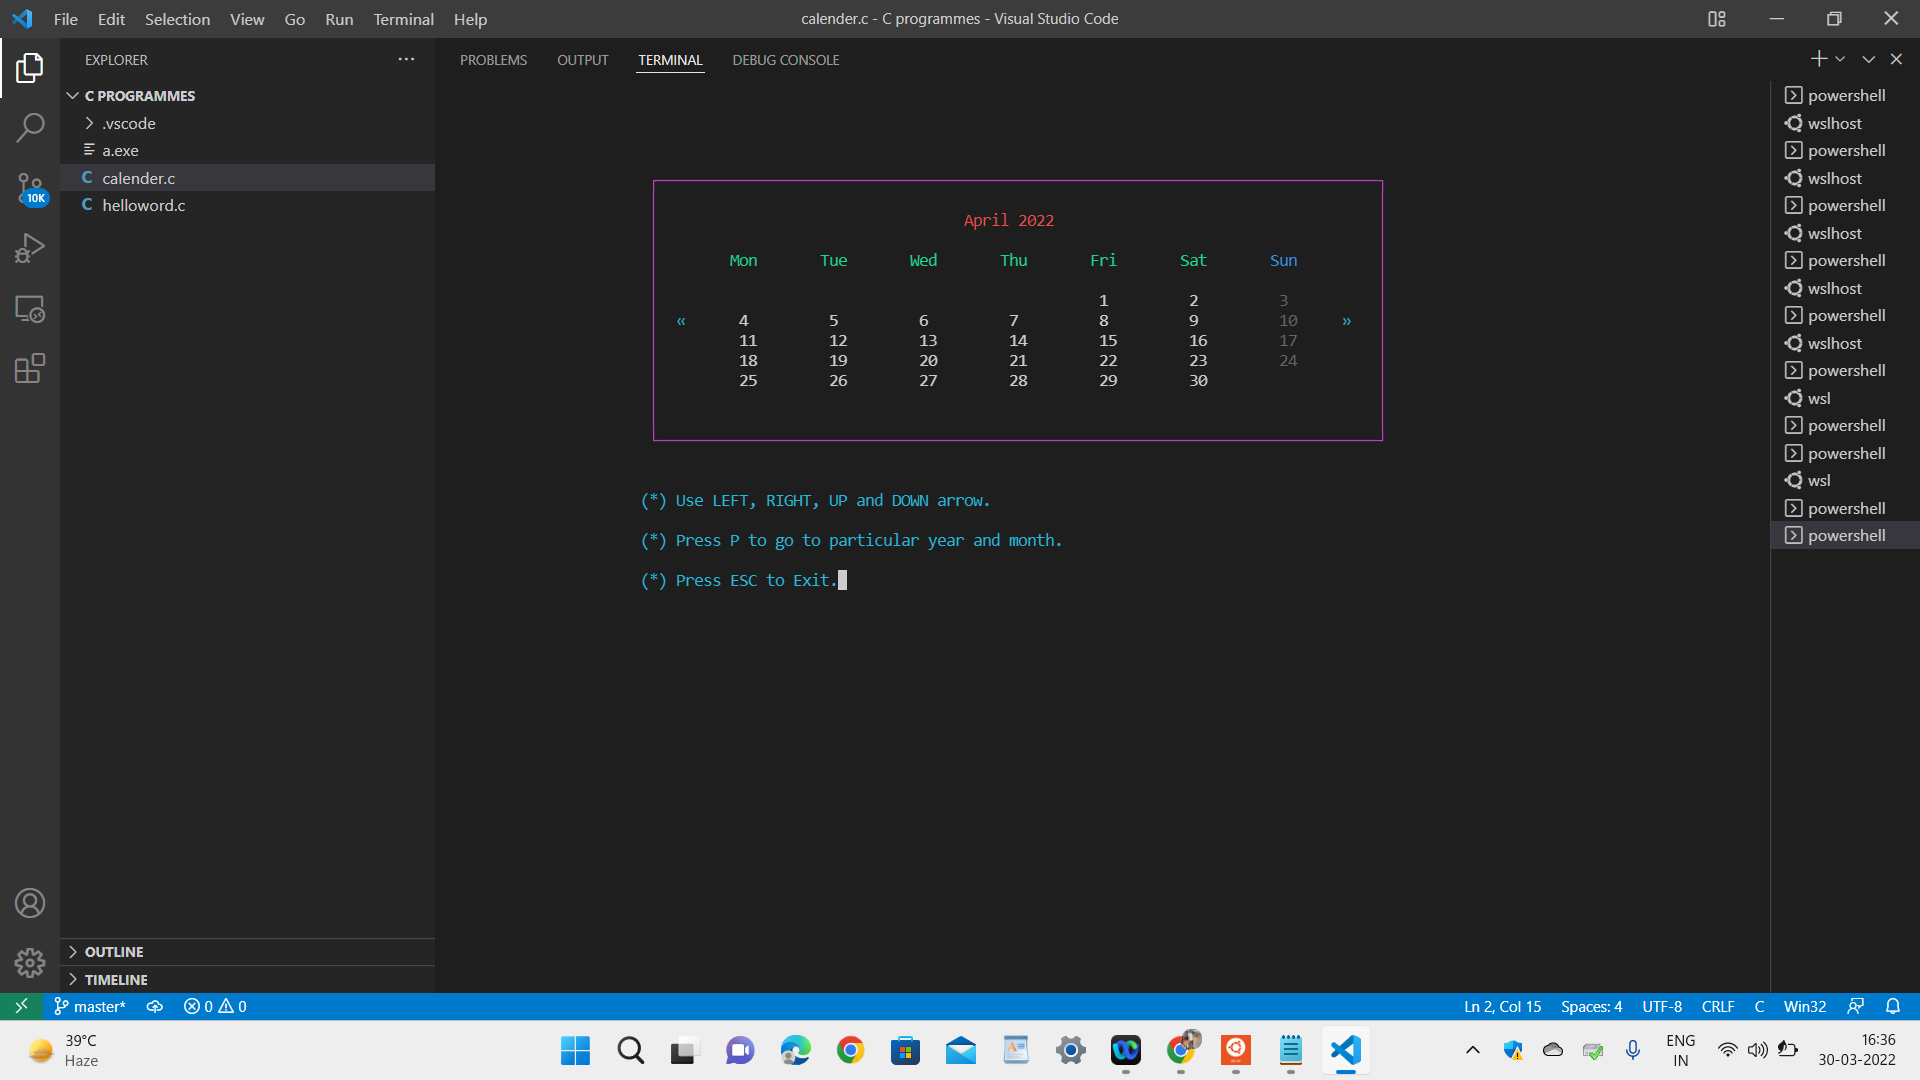 File Edit Selection View Go Run Terminal Help
calender.c - C programmes - Visual Studio Code
EXPLORER
C PROGRAMMES
.vscode
a.exe
C calender.c
C helloword.c
10K
OUTLINE
TIMELINE
PROBLEMS OUTPUT TERMINAL DEBUG CONSOLE
April 2022
Mon Tue Wed Thu Fri Sat Sun
1 2 3
« 4 5 6 7 8 9 10 »
11 12 13 14 15 16 17
18 19 20 21 22 23 24
25 26 27 28 29 30
(*) Use LEFT, RIGHT, UP and DOWN arrow.
(*) Press P to go to particular year and month.
(*) Press ESC to Exit.
powershell
wslhost
powershell
wslhost
powershell
wslhost
powershell
wslhost
powershell
wslhost
powershell
wsl
powershell
powershell
wsl
powershell
powershell
master* 0 0
Ln 2, Col 15 Spaces: 4 UTF-8 CRLF C Win32
39°C
Haze
ENG
IN
16:36
30-03-2022